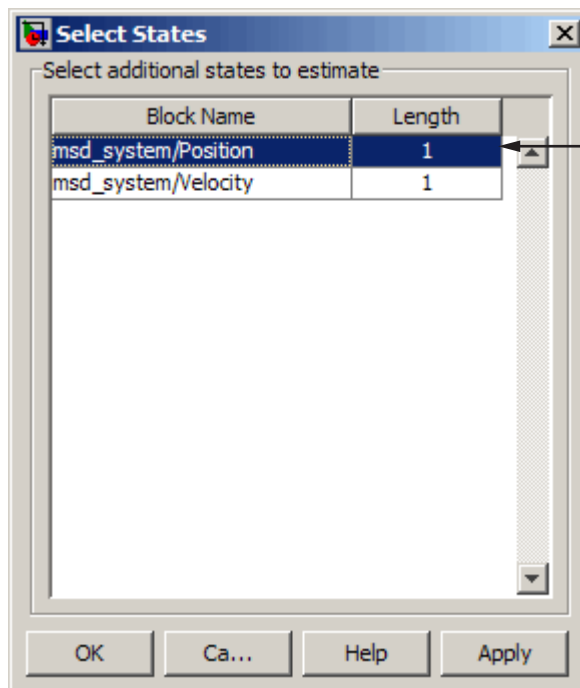 Select States
Select additional states to estimate
Block Name Length
msd_system/Position 1
msd_system/Velocity 1
OK Ca... Help Apply